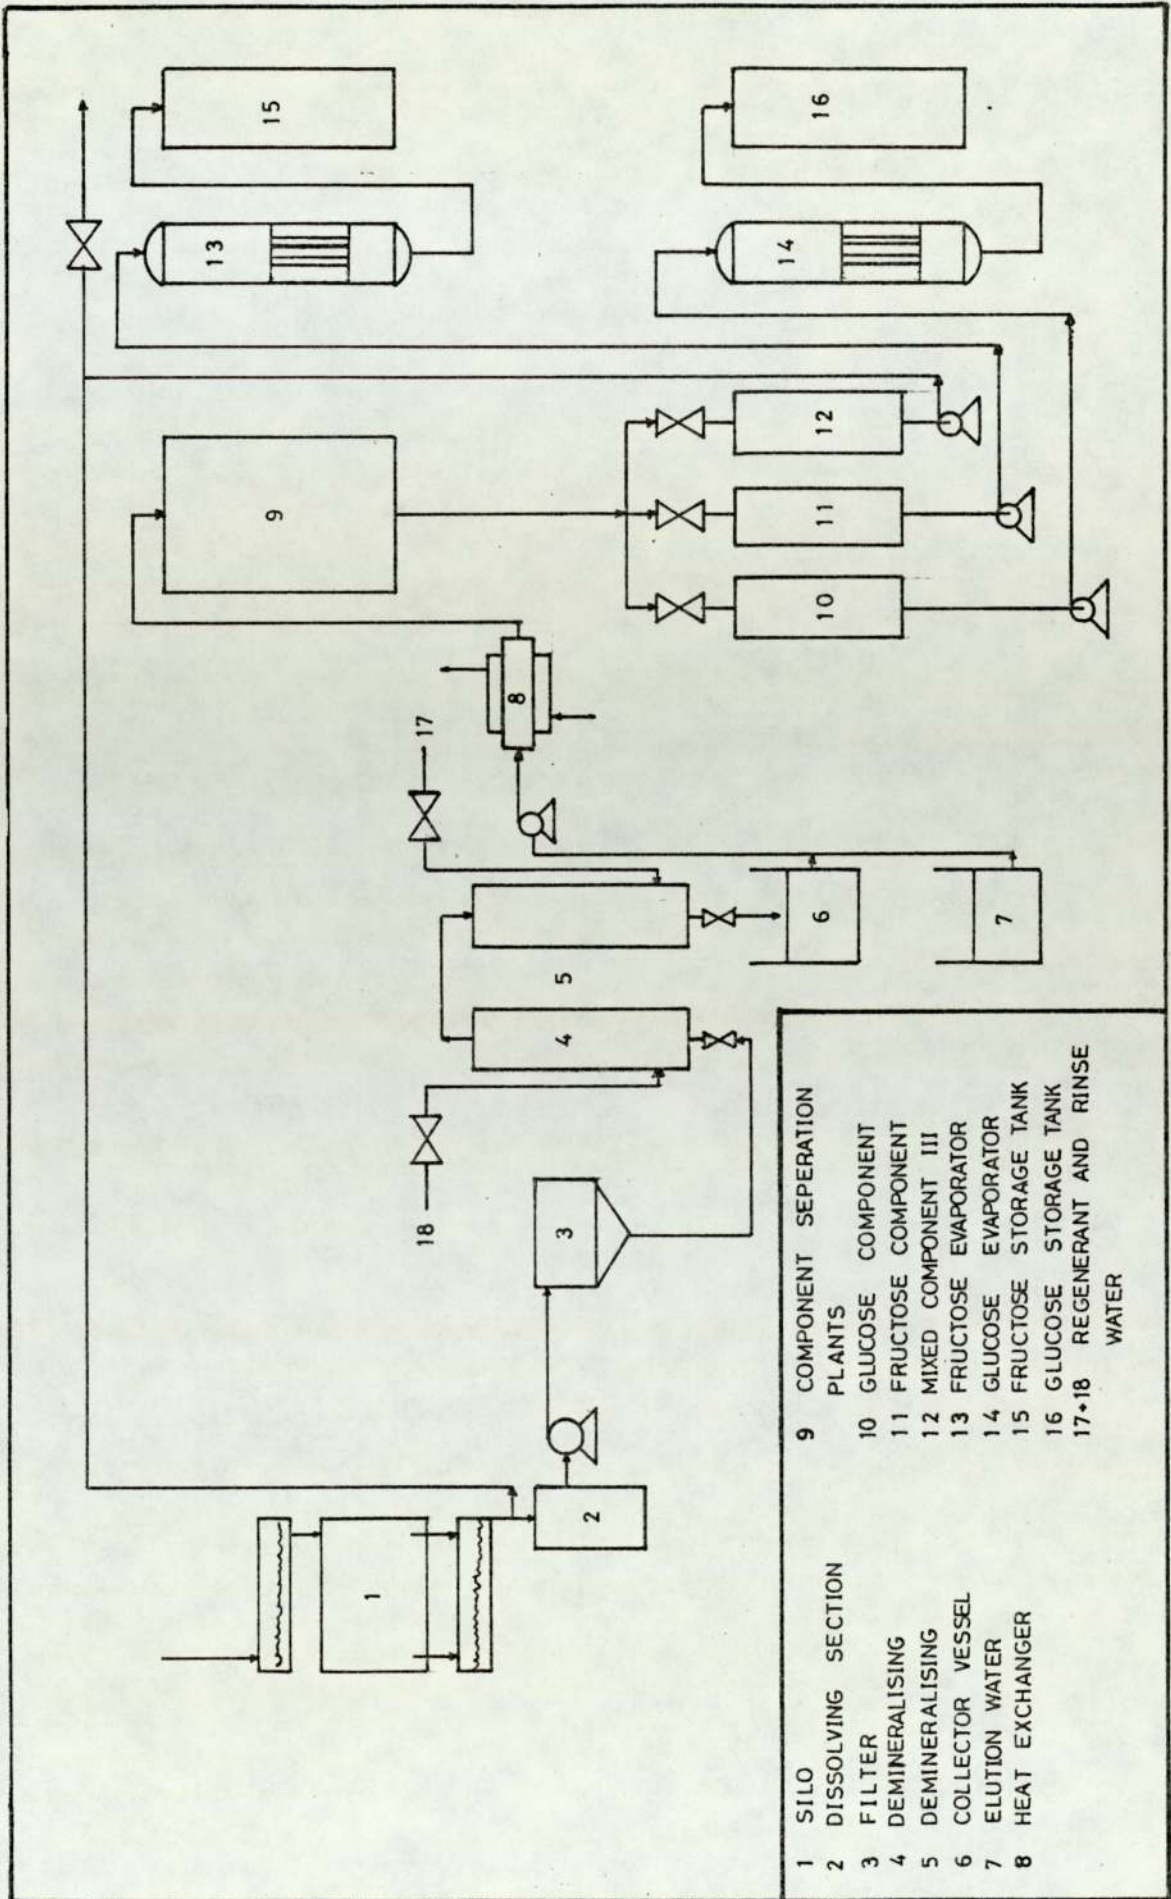 15
16
13
14
9
12
11
10
8
17
6
7
5
4
18
3
2
1
1 SILO
2 DISSOLVING SECTION
3 FILTER
4 DEMINERALISING
5 DEMINERALISING
6 COLLECTOR VESSEL
7 ELUTION WATER
8 HEAT EXCHANGER
9 COMPONENT SEPERATION
PLANTS
10 GLUCOSE COMPONENT
11 FRUCTOSE COMPONENT
12 MIXED COMPONENT III
13 FRUCTOSE EVAPORATOR
14 GLUCOSE EVAPORATOR
15 FRUCTOSE STORAGE TANK
16 GLUCOSE STORAGE TANK
17+18 REGENERANT AND RINSE
WATER